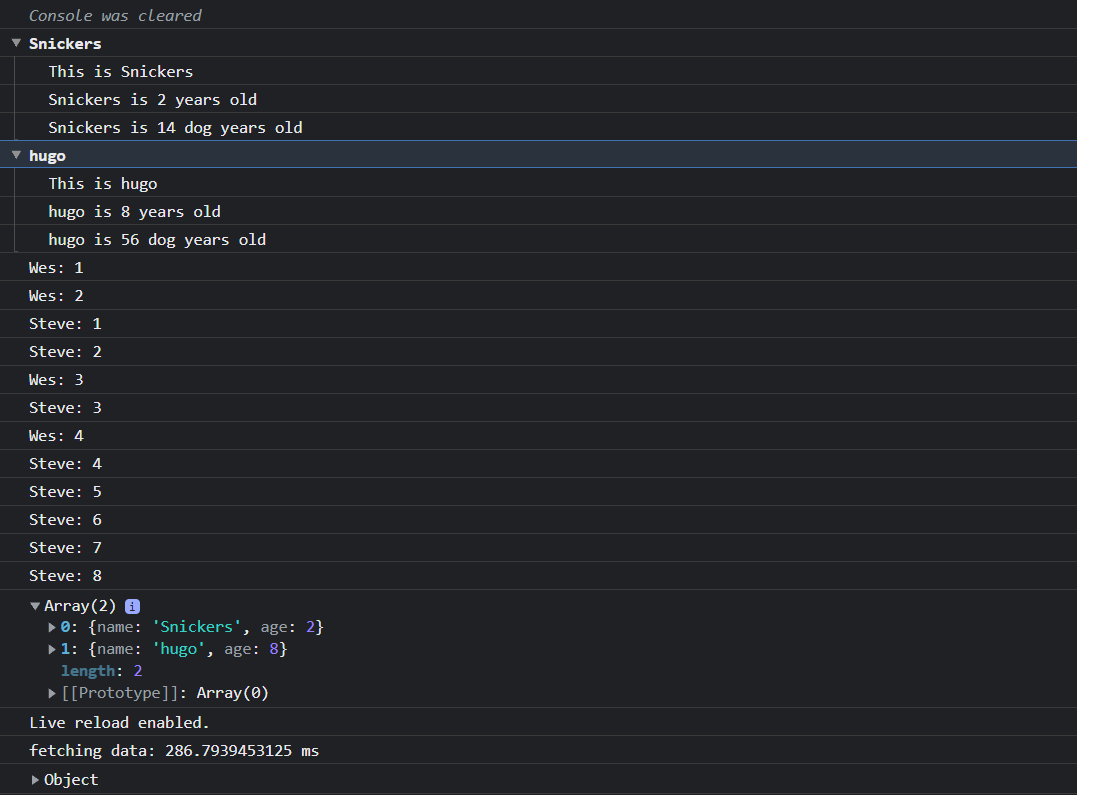 Console was cleared
Snickers
This is Snickers
Snickers is 2 years old
Snickers is 14 dog years old
hugo
This is hugo
hugo is 8 years old
hugo is 56 dog years old
Wes: 1
Wes: 2
Steve: 1
Steve: 2
Wes: 3
Steve: 3
Wes: 4
Steve: 4
Steve: 5
Steve: 6
Steve: 7
Steve: 8
Array(2) i
0: {name: 'Snickers', age: 2}
1: {name: 'hugo', age: 8}
length: 2
[[Prototype]]: Array(0)
Live reload enabled.
fetching data: 286.7939453125 ms
Object